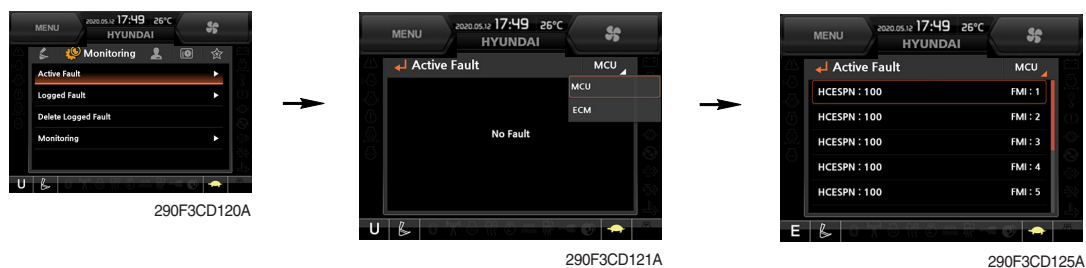 MENU
2020.05.12 17:49 26°C
HYUNDAI
Monitoring
Active Fault
Logged Fault
Delete Logged Fault
Monitoring
U
290F3CD120A
MENU
2020.05.12 17:49 26°C
HYUNDAI
Active Fault MCU
MCU
ECM
No Fault
U
290F3CD121A
MENU
2020.05.12 17:49 26°C
HYUNDAI
Active Fault MCU
HCESPN : 100 FMI : 1
HCESPN : 100 FMI : 2
HCESPN : 100 FMI : 3
HCESPN : 100 FMI : 4
HCESPN : 100 FMI : 5
E
290F3CD125A